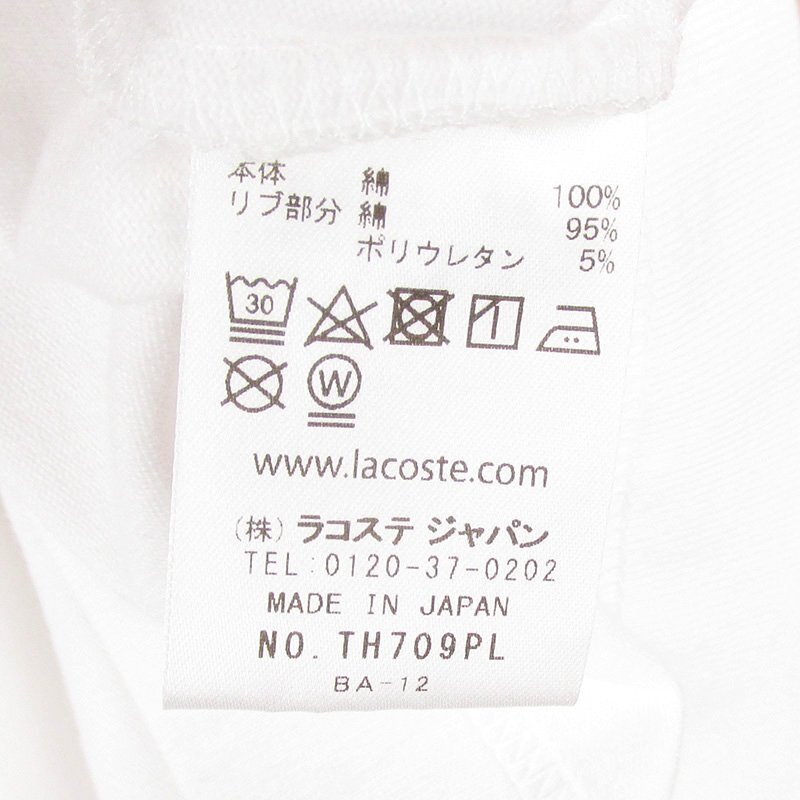 本体 綿 100%
リブ部分 綿 95%
ポリウレタン 5%
30
W
www.lacoste.com
(株) ラコステ ジャパン
TEL:0120-37-0202
MADE IN JAPAN
NO. TH709PL
BA-12